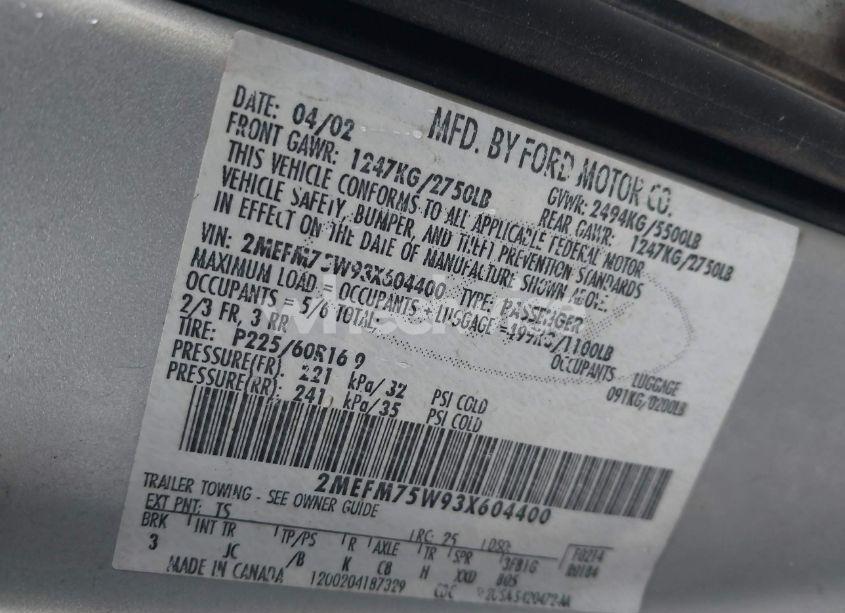 MFD. BY FORD MOTOR CO.
DATE: 04/02 GVWR: 2494KG/5500LB
FRONT GAWR: 1247KG/2750LB REAR GAWR: 1247KG/2750LB
THIS VEHICLE CONFORMS TO ALL APPLICABLE FEDERAL MOTOR
VEHICLE SAFETY, BUMPER, AND THEFT PREVENTION STANDARDS
IN EFFECT ON THE DATE OF MANUFACTURE SHOWN ABOVE.
VIN: 2MEFM75W93X604400 TYPE: PASSENGER
MAXIMUM LOAD = OCCUPANTS + LUGGAGE =499KG/1100LB
OCCUPANTS = 5/6 TOTAL; OCCUPANTS LUGGAGE
2/3 FR, 3 RR 091KG/0200LB
TIRE: P225/60R16 9
PRESSURE(FR) 221 kPa/32 PSI COLD
PRESSURE(RR): 241 kPa/35 PSI COLD
2MEFM75W93X604400
TRAILER TOWING - SEE OWNER GUIDE
EXT PNT: TS RC: 25 DSO:
BRK INT TR TP/PS R AXLE TR SPR
3 JC /B K C8 H XXD
MADE IN CANADA 1200204187329